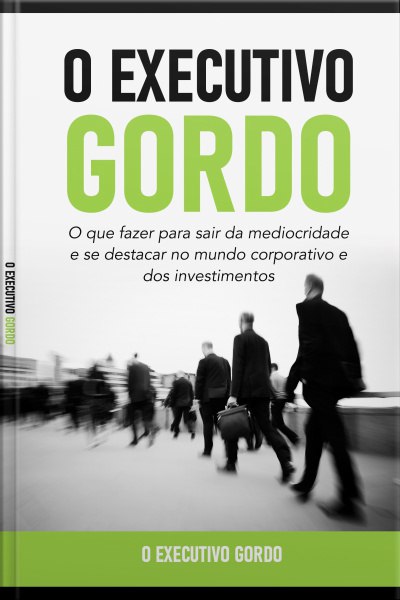 O EXECUTIVO
GORDO
O que fazer para sair da mediocridade
e se destacar no mundo corporativo e
dos investimentos
O EXECUTIVO GORDO
O EXECUTIVO GORDO